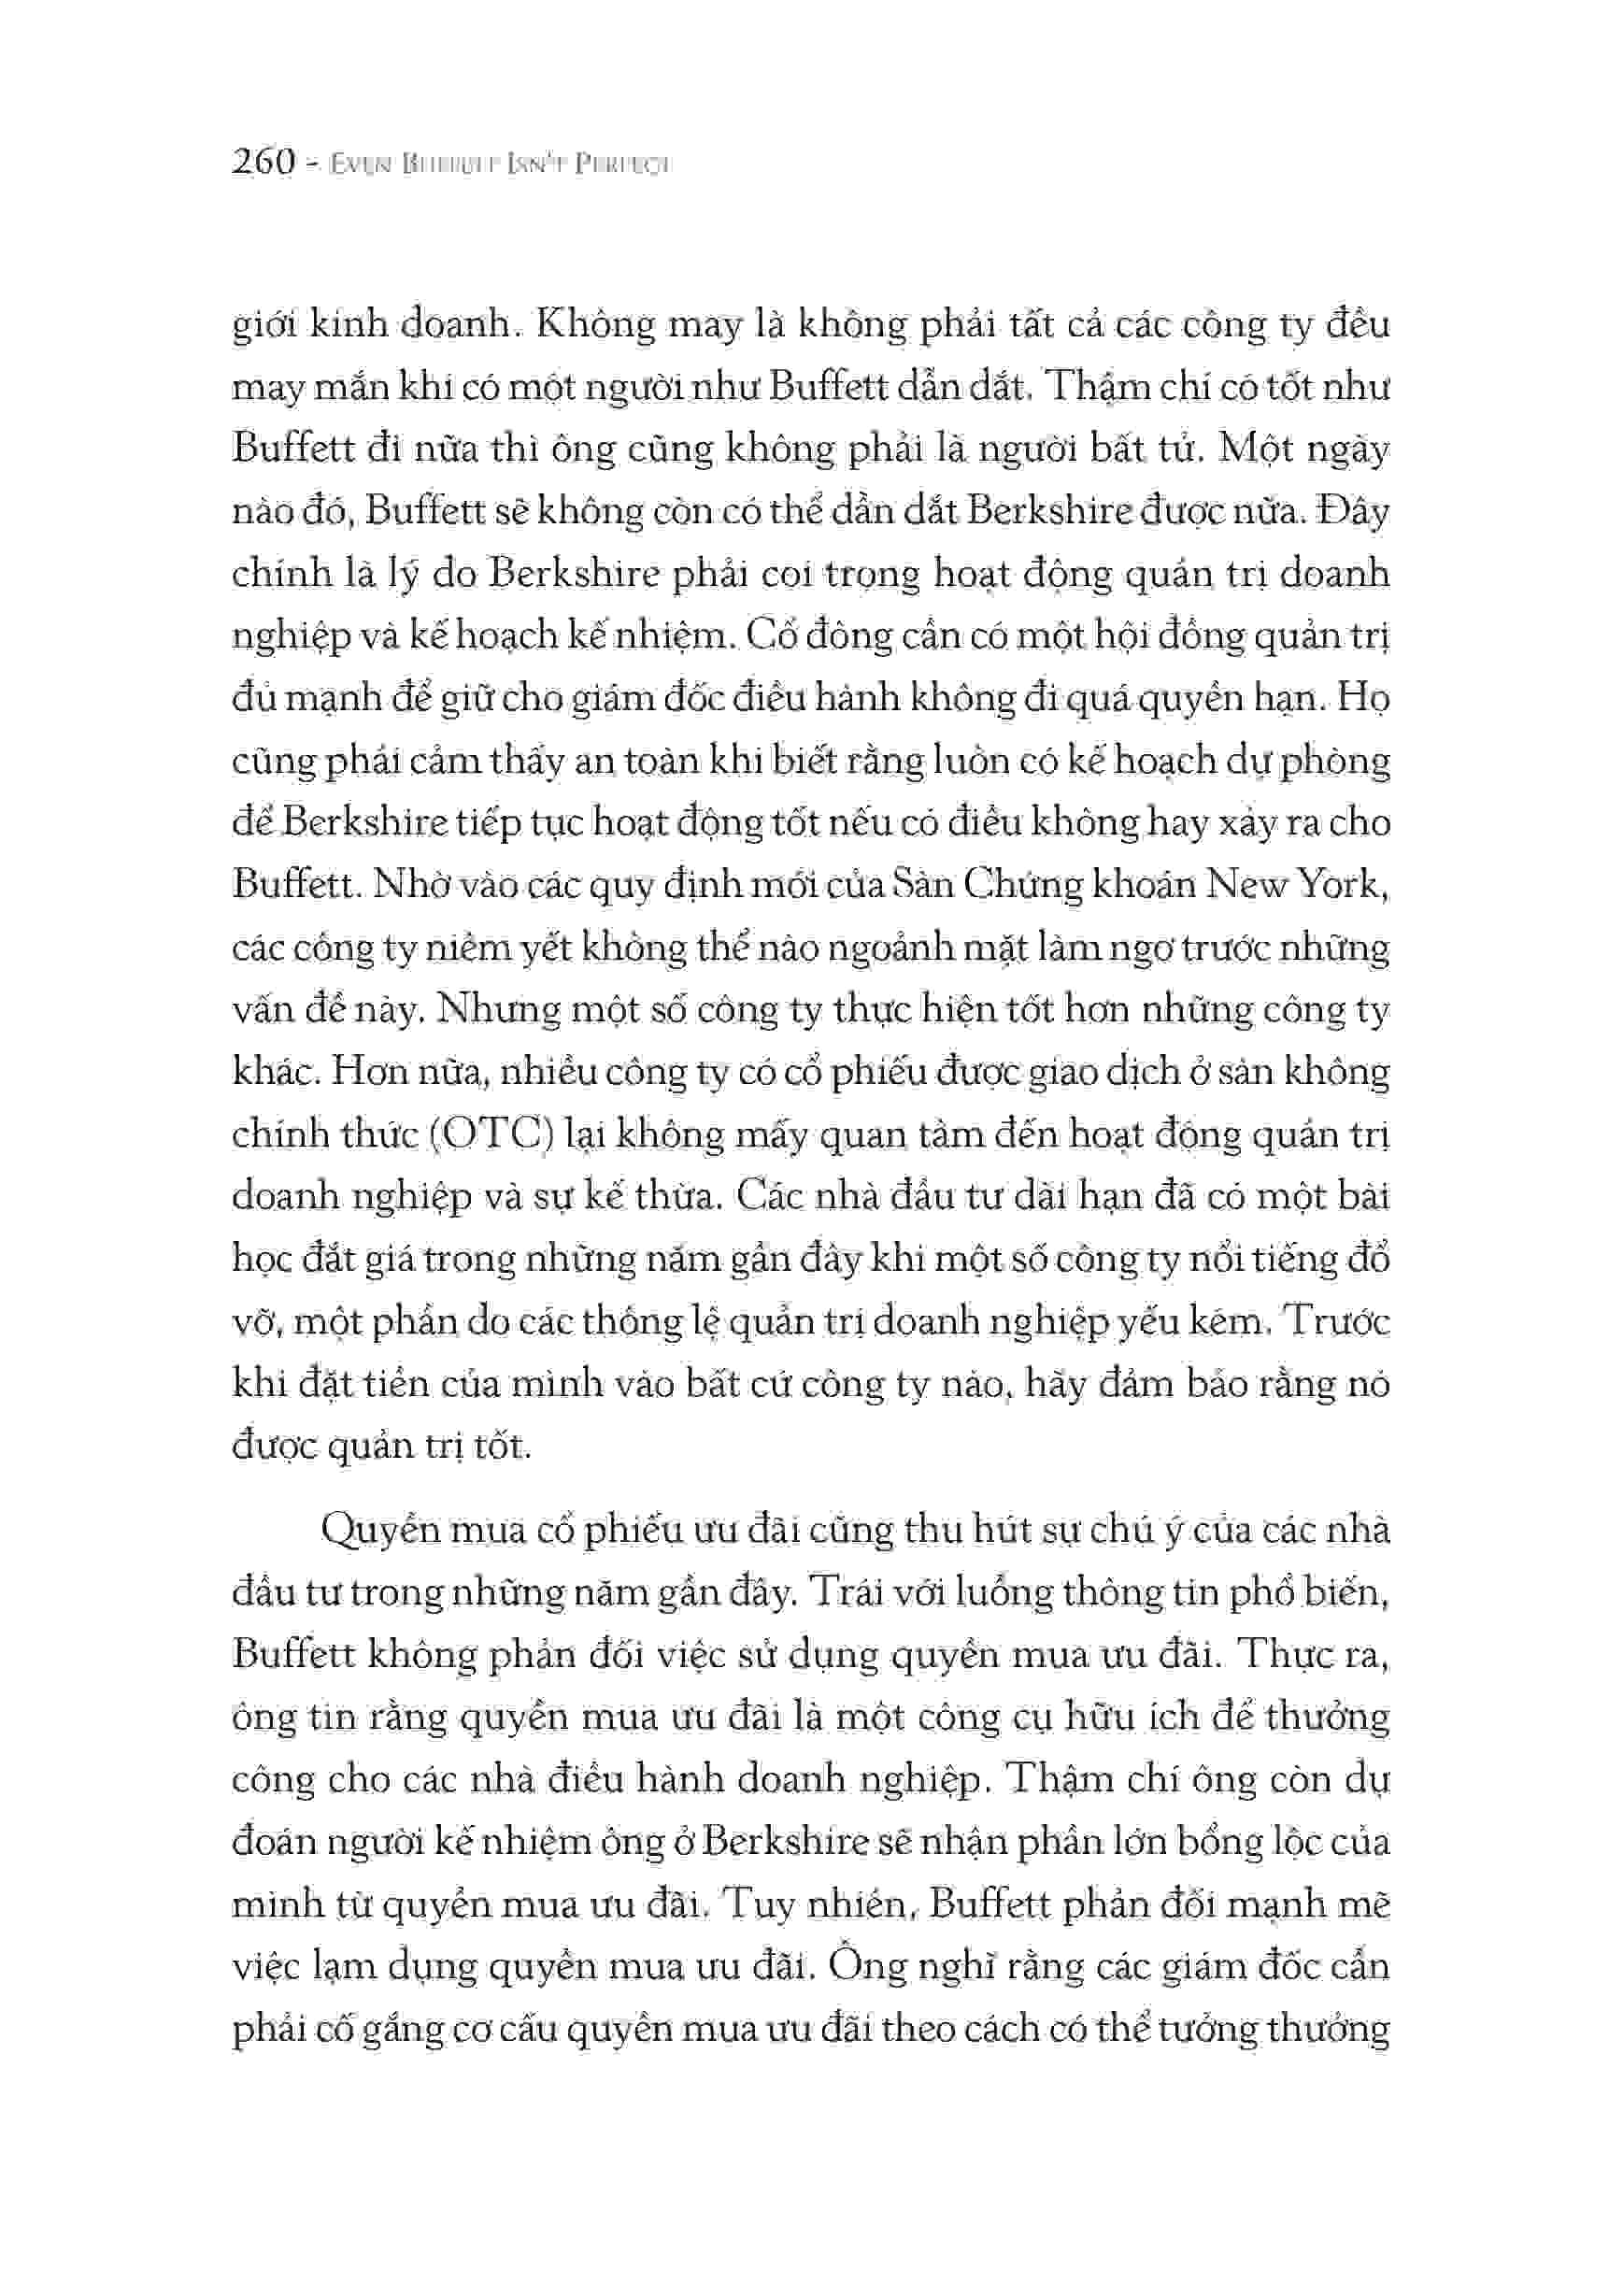 260 - Even Buffett Isn't Perfect
giới kinh doanh. Không may là không phải tất cả các công ty đều
may mắn khi có một người như Buffett dẫn dắt. Thậm chí có tốt như
Buffett đi nữa thì ông cũng không phải là người bất tử. Một ngày
nào đó, Buffett sẽ không còn có thể dẫn dắt Berkshire được nữa. Đây
chính là lý do Berkshire phải coi trọng hoạt động quản trị doanh
nghiệp và kế hoạch kế nhiệm. Cổ đông cần có một hội đồng quản trị
đủ mạnh để giữ cho giám đốc điều hành không đi quá quyền hạn. Họ
cũng phải cảm thấy an toàn khi biết rằng luôn có kế hoạch dự phòng
để Berkshire tiếp tục hoạt động tốt nếu có điều không hay xảy ra cho
Buffett. Nhờ vào các quy định mới của Sàn Chứng khoán New York,
các công ty niêm yết không thể nào ngoảnh mặt làm ngơ trước những
vấn đề này. Nhưng một số công ty thực hiện tốt hơn những công ty
khác. Hơn nữa, nhiều công ty có cổ phiếu được giao dịch ở sàn không
chính thức (OTC) lại không mấy quan tâm đến hoạt động quản trị
doanh nghiệp và sự kế thừa. Các nhà đầu tư dài hạn đã có một bài
học đắt giá trong những năm gần đây khi một số công ty nổi tiếng đổ
vỡ, một phần do các thông lệ quản trị doanh nghiệp yếu kém. Trước
khi đặt tiền của mình vào bất cứ công ty nào, hãy đảm bảo rằng nó
được quản trị tốt.
Quyền mua cổ phiếu ưu đãi cũng thu hút sự chú ý của các nhà
đầu tư trong những năm gần đây. Trái với luồng thông tin phổ biến,
Buffett không phản đối việc sử dụng quyền mua ưu đãi. Thực ra,
ông tin rằng quyền mua ưu đãi là một công cụ hữu ích để thưởng
công cho các nhà điều hành doanh nghiệp. Thậm chí ông còn dự
đoán người kế nhiệm ông ở Berkshire sẽ nhận phần lớn bổng lộc của
mình từ quyền mua ưu đãi. Tuy nhiên, Buffett phản đối mạnh mẽ
việc lạm dụng quyền mua ưu đãi. Ông nghĩ rằng các giám đốc cần
phải cố gắng cơ cấu quyền mua ưu đãi theo cách có thể tưởng thưởng